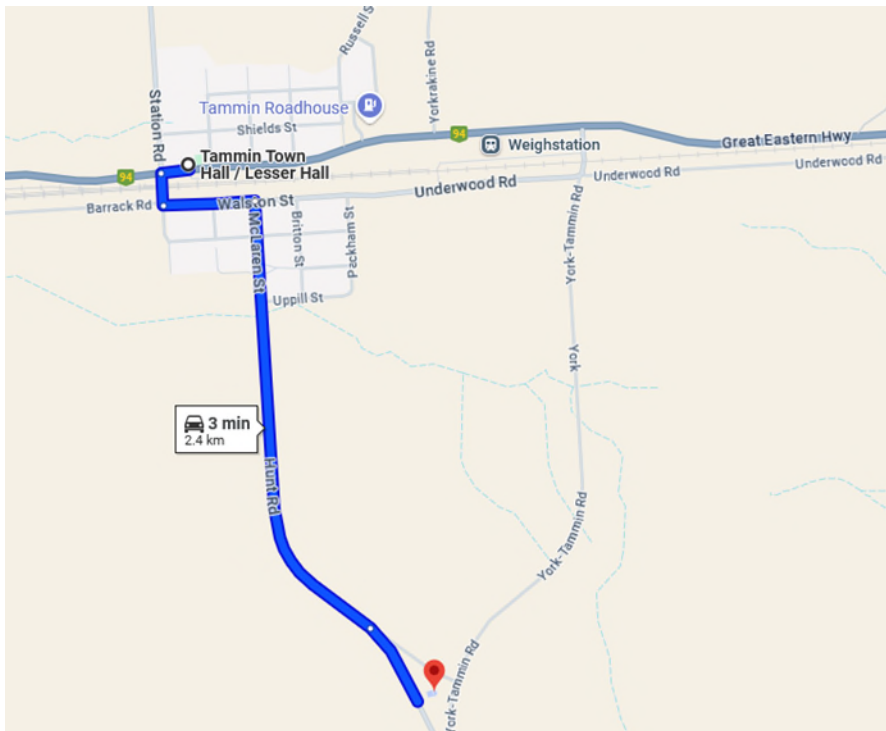 Russell S
Yorkrakine Rd
Station Rd
Tammin Roadhouse
Shields St
94
Weighstation
Great Eastern Hwy
Tammin Town
Hall / Lesser Hall
94
Underwood Rd
Underwood Rd
Underwood Rd
Barrack Rd
Walston St
McLaren St
Britton St
Packham St
York-Tammin Rd
Uppill St
York
3 min
2.4 km
Hunt Rd
York-Tammin Rd
York-Tammin Rd